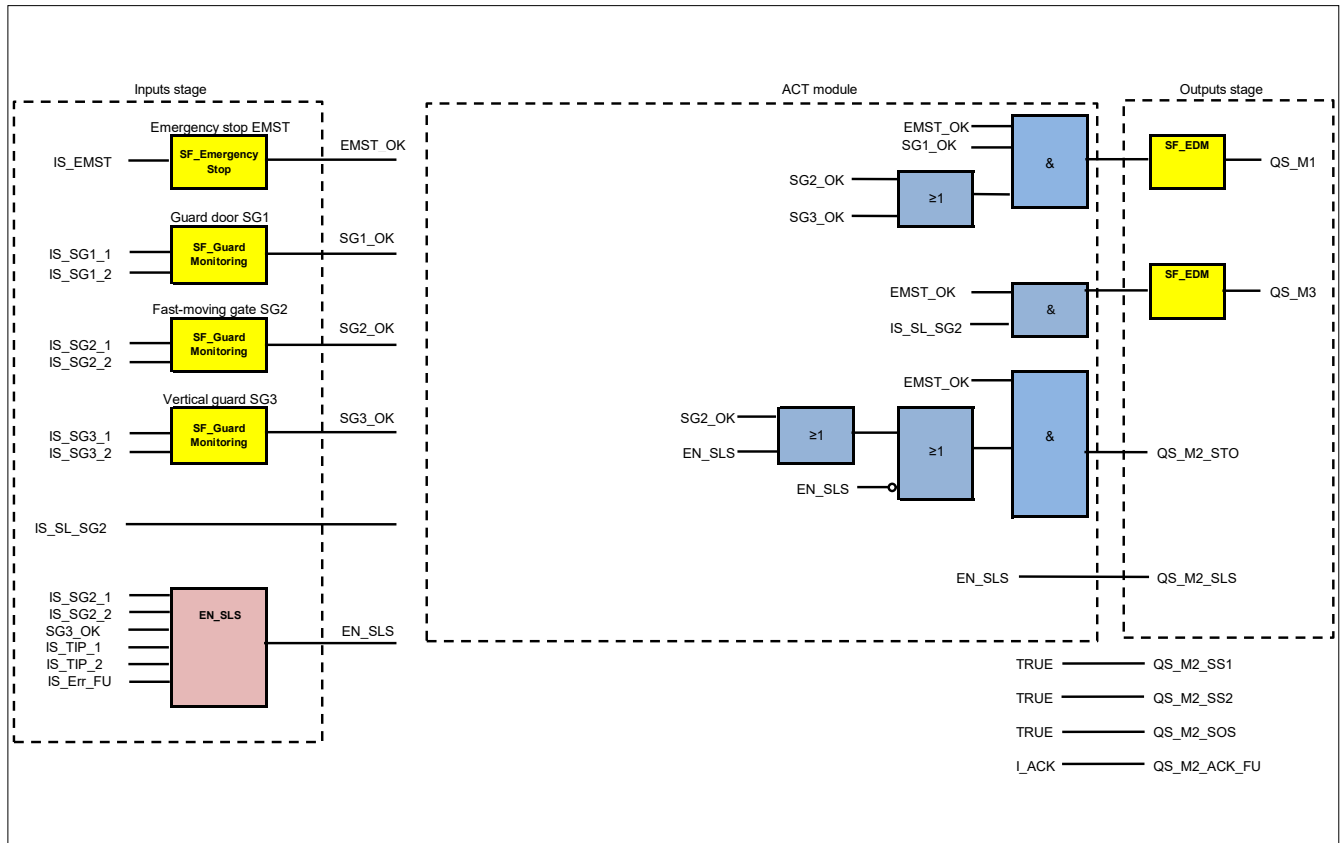 Inputs stage
ACT module
Outputs stage
Emergency stop EMST
IS_EMST
SF_Emergency
Stop
EMST_OK
Guard door SG1
IS_SG1_1
IS_SG1_2
SF_Guard
Monitoring
SG1_OK
Fast-moving gate SG2
IS_SG2_1
IS_SG2_2
SF_Guard
Monitoring
SG2_OK
Vertical guard SG3
IS_SG3_1
IS_SG3_2
SF_Guard
Monitoring
SG3_OK
IS_SL_SG2
IS_SG2_1
IS_SG2_2
SG3_OK
IS_TIP_1
IS_TIP_2
IS_Err_FU
EN_SLS
EN_SLS
EMST_OK
SG1_OK
SG2_OK
SG3_OK
≥1
&
SF_EDM
QS_M1
EMST_OK
IS_SL_SG2
&
SF_EDM
QS_M3
EMST_OK
SG2_OK
EN_SLS
≥1
EN_SLS
≥1
&
QS_M2_STO
EN_SLS
QS_M2_SLS
TRUE
QS_M2_SS1
TRUE
QS_M2_SS2
TRUE
QS_M2_SOS
I_ACK
QS_M2_ACK_FU